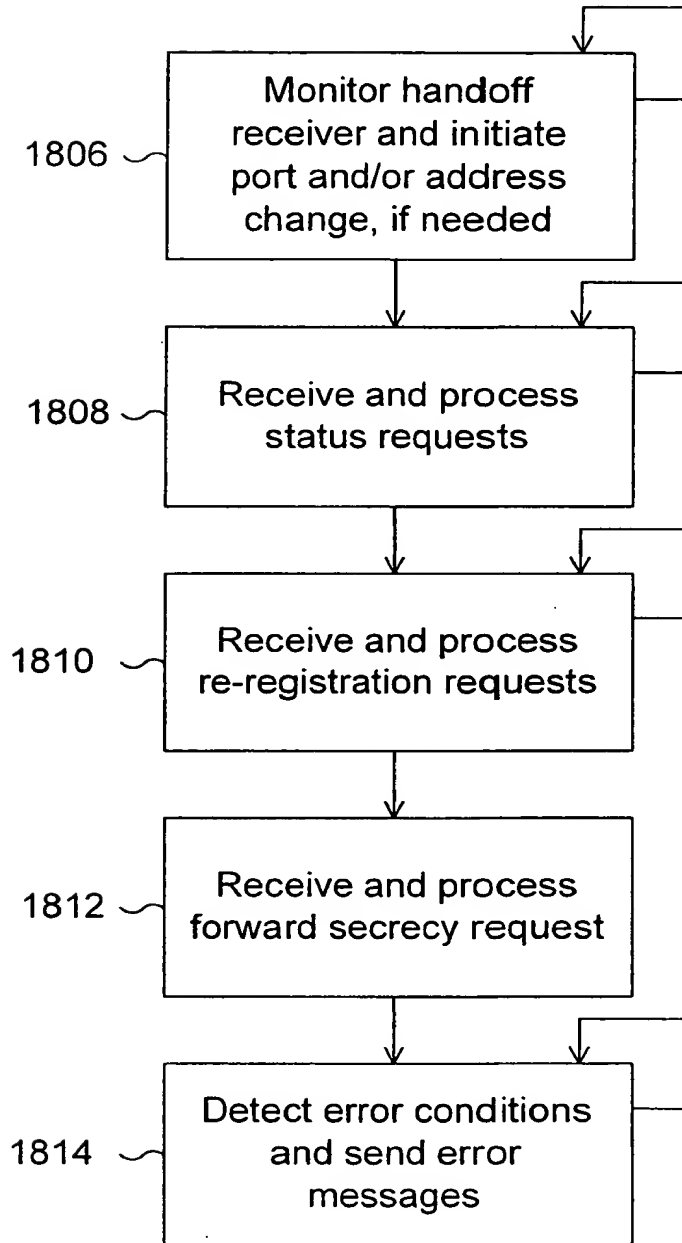 Monitor handoff
receiver and initiate
port and/or address
change, if needed
1806
Receive and process
status requests
1808
Receive and process
re-registration requests
1810
Receive and process
forward secrecy request
1812
Detect error conditions
and send error
messages
1814